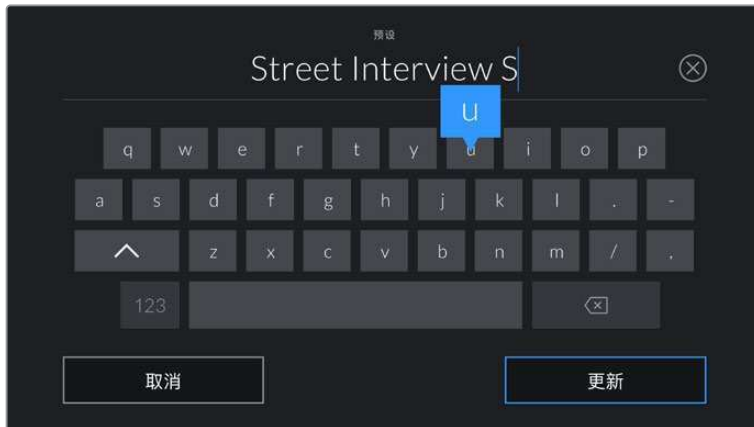 预设
Street Interview S
u
q w e r t y u i o p
a s d f g h j k l . -
z x c v b n m / ,
123
取消 更新